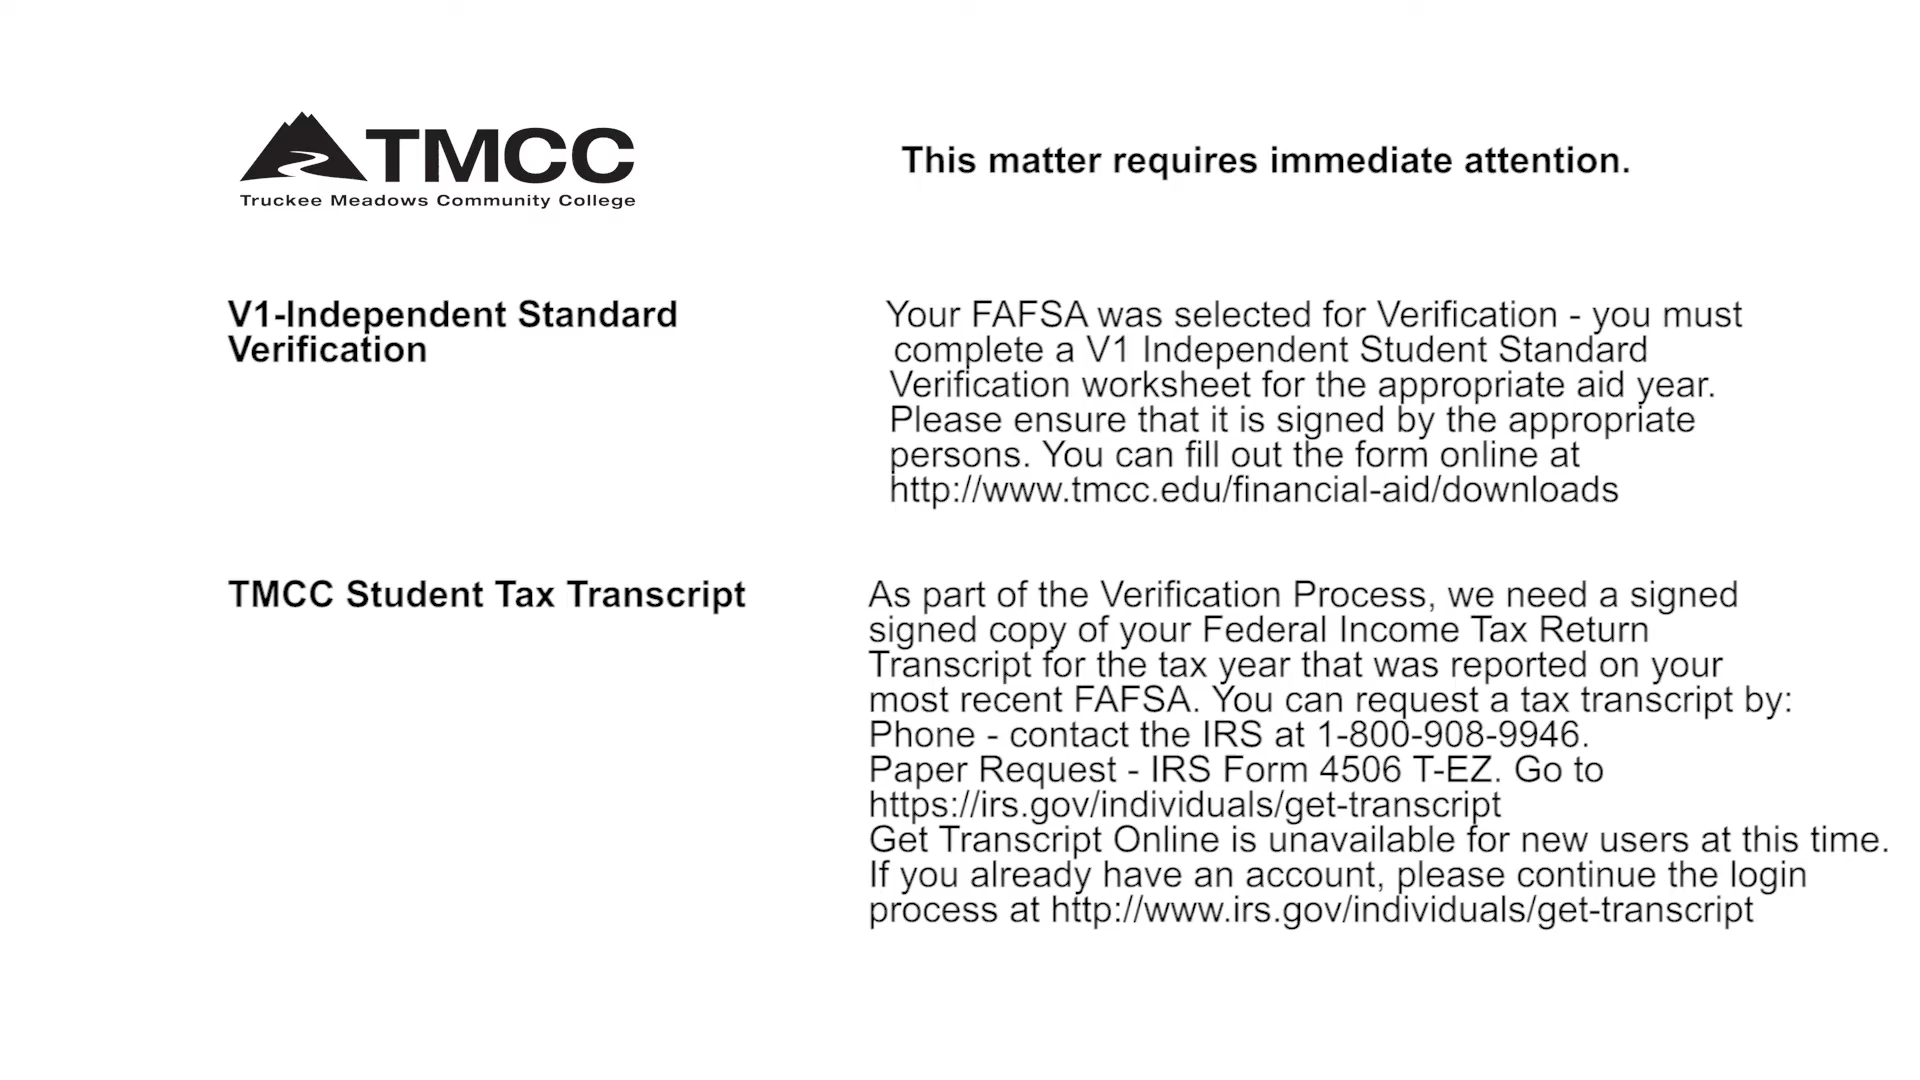 TMCC
Truckee Meadows Community College
This matter requires immediate attention.
V1-Independent Standard
Verification
Your FAFSA was selected for Verification - you must
complete a V1 Independent Student Standard
Verification worksheet for the appropriate aid year.
Please ensure that it is signed by the appropriate
persons. You can fill out the form online at
http://www.tmcc.edu/financial-aid/downloads
TMCC Student Tax Transcript
As part of the Verification Process, we need a signed
signed copy of your Federal Income Tax Return
Transcript for the tax year that was reported on your
most recent FAFSA. You can request a tax transcript by:
Phone - contact the IRS at 1-800-908-9946.
Paper Request - IRS Form 4506 T-EZ. Go to
https://irs.gov/individuals/get-transcript
Get Transcript Online is unavailable for new users at this time.
If you already have an account, please continue the login
process at http://www.irs.gov/individuals/get-transcript